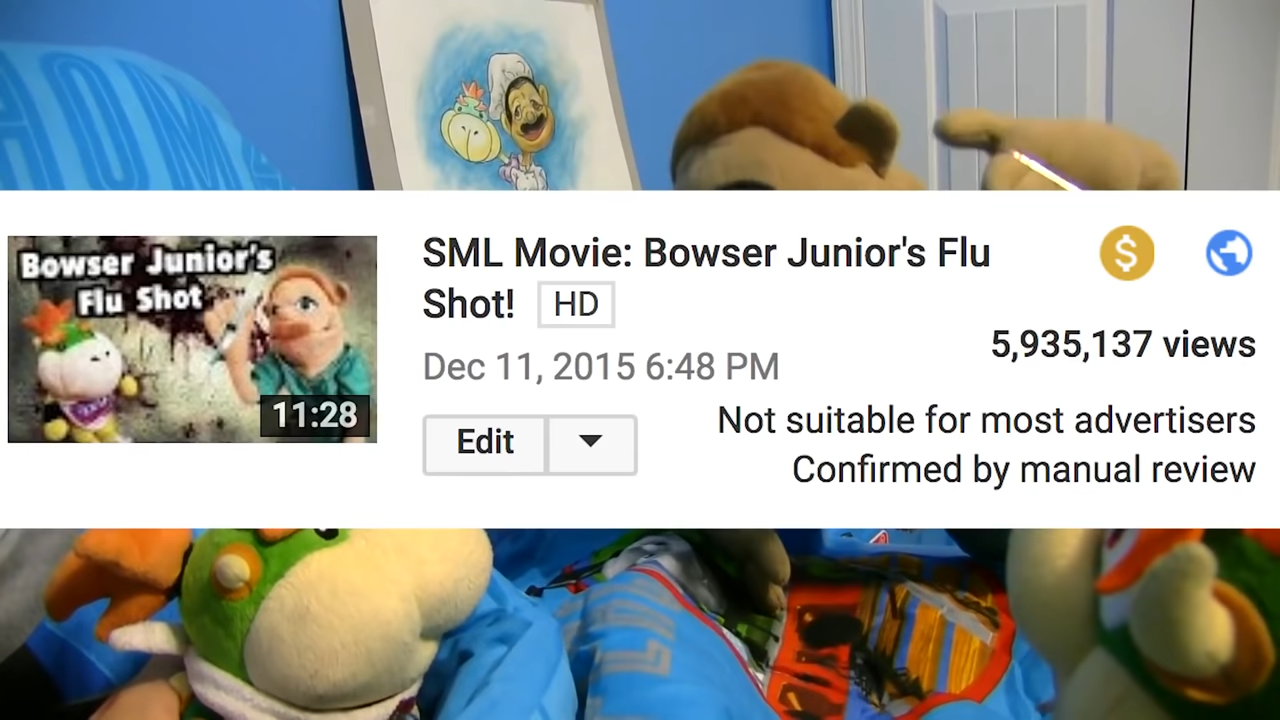 HOM
Bowser Junior's
Flu Shot
11:28
SML Movie: Bowser Junior's Flu
Shot! HD
Dec 11, 2015 6:48 PM
Edit
$
5,935,137 views
Not suitable for most advertisers
Confirmed by manual review